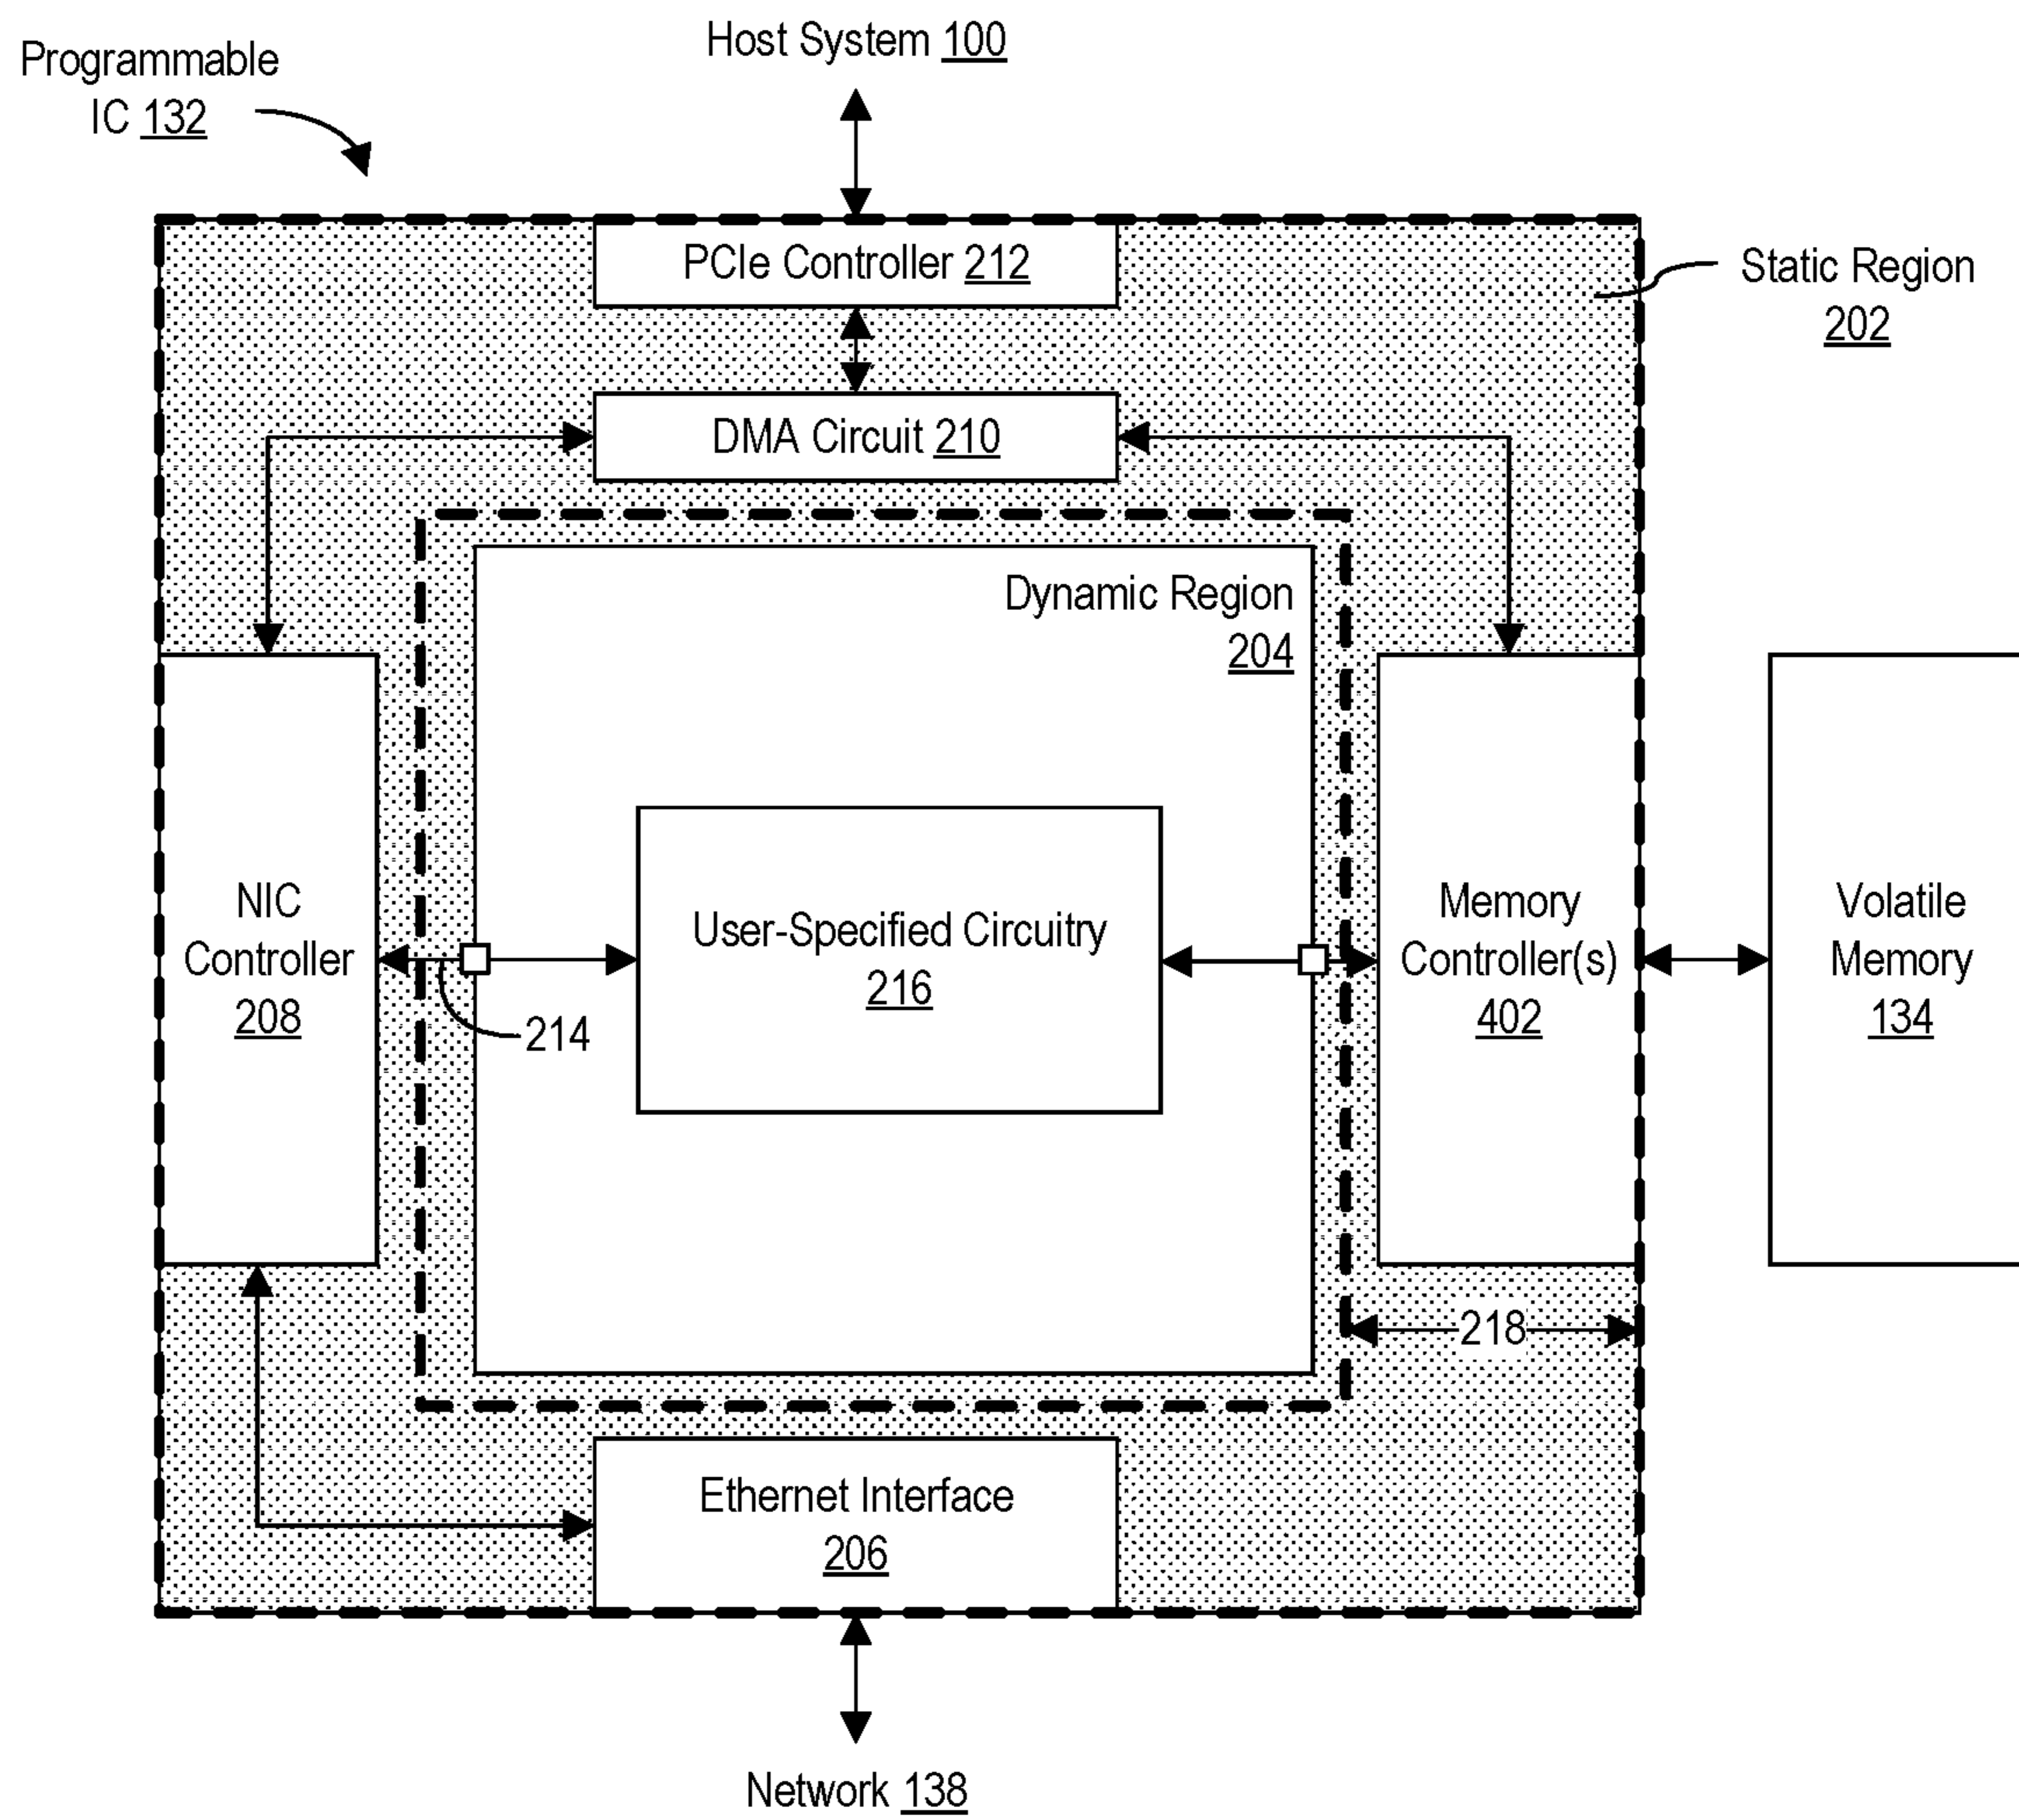 Host System 100
Programmable
IC 132
PCIe Controller 212
Static Region
202
DMA Circuit 210
Dynamic Region
204
NIC
Controller
208
214
User-Specified Circuitry
216
Memory
Controller(s)
402
Volatile
Memory
134
218
Ethernet Interface
206
Network 138